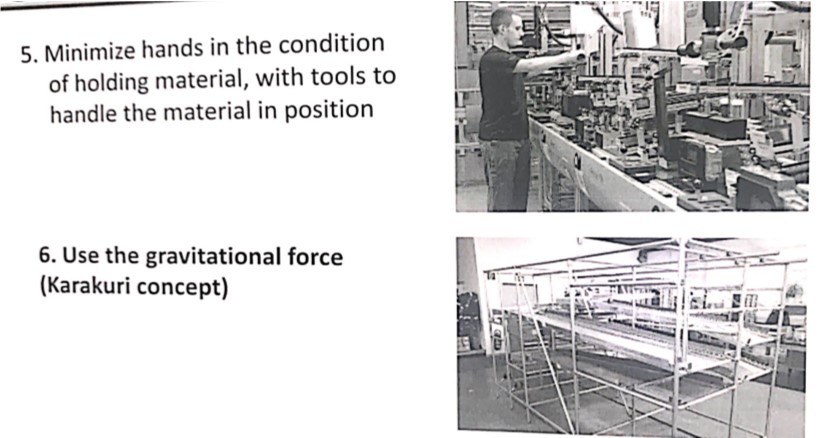 5. Minimize hands in the condition
of holding material, with tools to
handle the material in position
6. Use the gravitational force
(Karakuri concept)